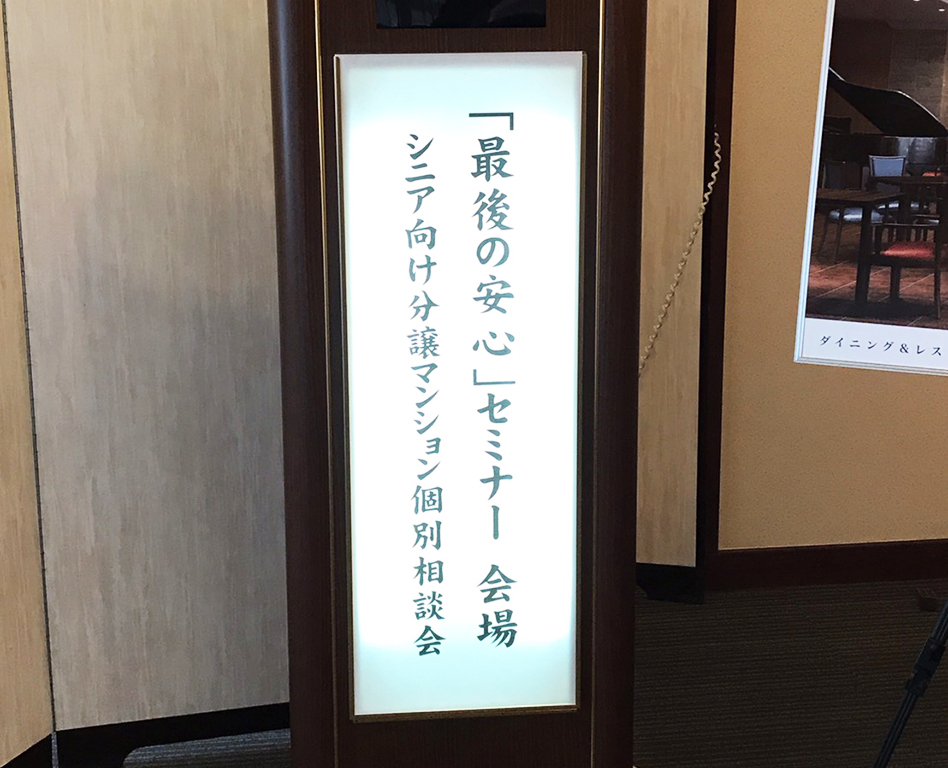 「最後の安心」セミナー 会場
シニア向け分譲マンション個別相談会
ダイニング&レス